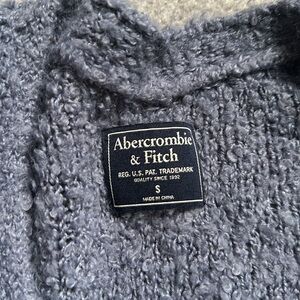 Abercrombie
& Fitch
REG. U.S. PAT. TRADEMARK
QUALITY SINCE 1892
S
MADE IN CHINA